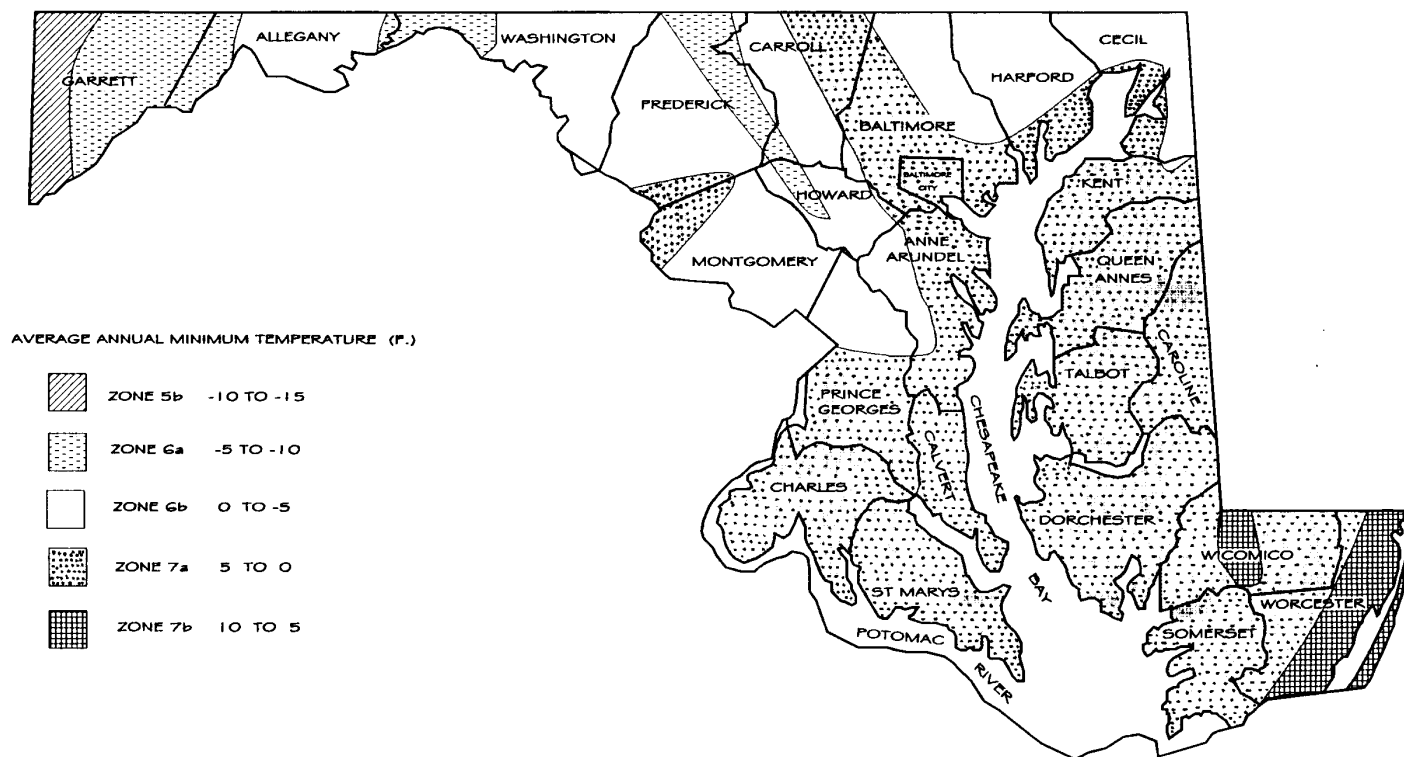 ALLEGANY
WASHINGTON
CARROLL
CECIL
GARRETT
HARFORD
FREDERICK
BALTIMORE
BALTIMORE
CITY
HOWARD
KENT
ANNE
ARUNDEL
MONTGOMERY
QUEEN
ANNES
AVERAGE ANNUAL MINIMUM TEMPERATURE (F.)
ZONE 5b -10 TO -15
ZONE 6a -5 TO -10
ZONE 6b 0 TO -5
ZONE 7a 5 TO 0
ZONE 7b 10 TO 5
CAROLINE
TALBOT
PRINCE
GEORGES
CHESAPEAKE
BAY
CALVERT
CHARLES
DORCHESTER
WICOMICO
ST MARYS
WORCESTER
SOMERSET
POTOMAC
RIVER